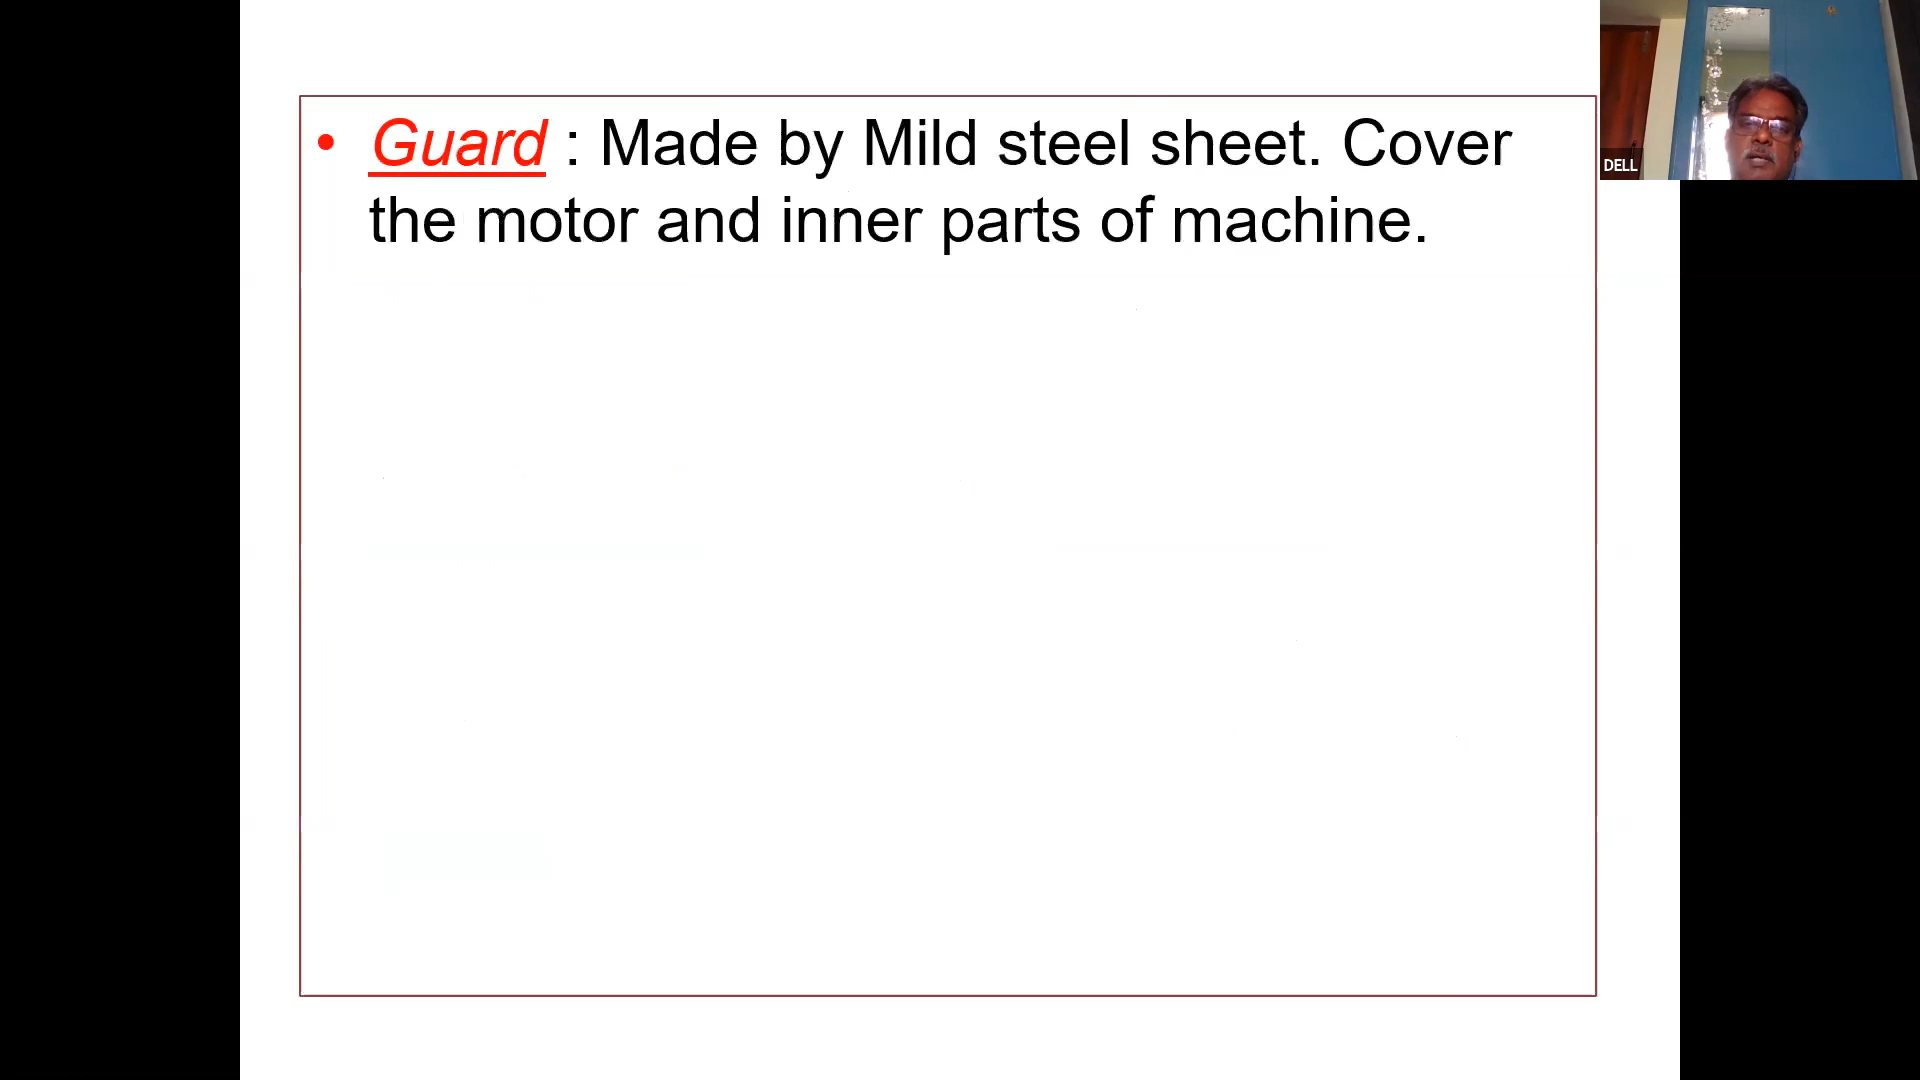 • Guard : Made by Mild steel sheet. Cover
the motor and inner parts of machine.
DELL